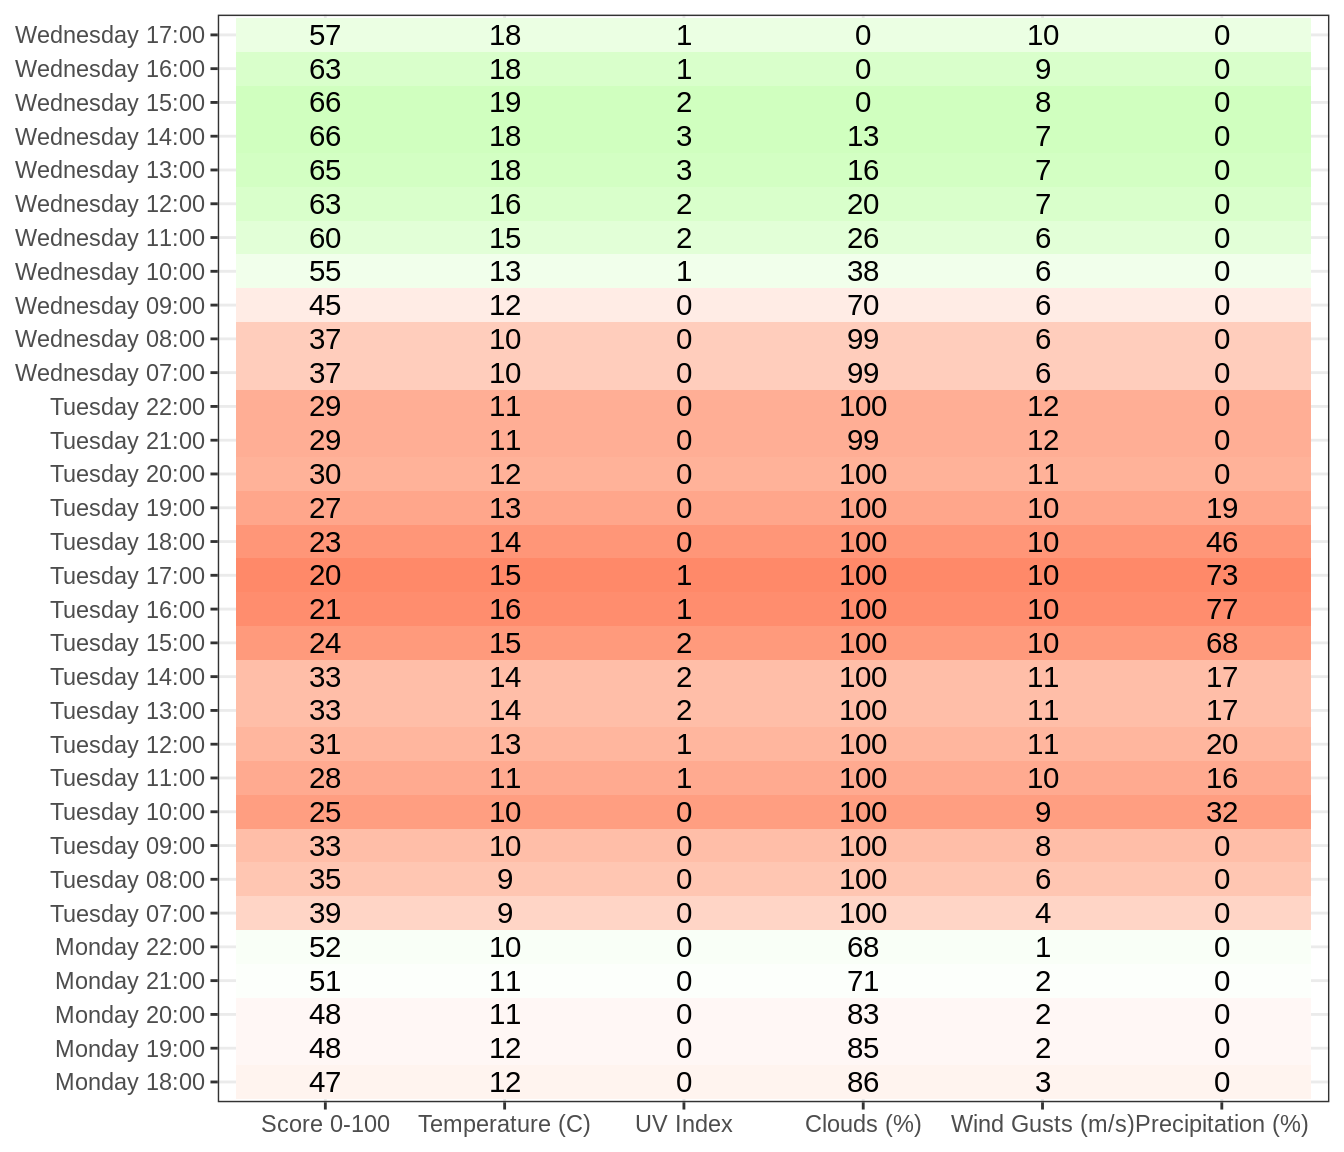 Wednesday 17:00 57 18 1 0 10 0
Wednesday 16:00 63 18 1 0 9 0
Wednesday 15:00 66 19 2 0 8 0
Wednesday 14:00 66 18 3 13 7 0
Wednesday 13:00 65 18 3 16 7 0
Wednesday 12:00 63 16 2 20 7 0
Wednesday 11:00 60 15 2 26 6 0
Wednesday 10:00 55 13 1 38 6 0
Wednesday 09:00 45 12 0 70 6 0
Wednesday 08:00 37 10 0 99 6 0
Wednesday 07:00 37 10 0 99 6 0
Tuesday 22:00 29 11 0 100 12 0
Tuesday 21:00 29 11 0 99 12 0
Tuesday 20:00 30 12 0 100 11 0
Tuesday 19:00 27 13 0 100 10 19
Tuesday 18:00 23 14 0 100 10 46
Tuesday 17:00 20 15 1 100 10 73
Tuesday 16:00 21 16 1 100 10 77
Tuesday 15:00 24 15 2 100 10 68
Tuesday 14:00 33 14 2 100 11 17
Tuesday 13:00 33 14 2 100 11 17
Tuesday 12:00 31 13 1 100 11 20
Tuesday 11:00 28 11 1 100 10 16
Tuesday 10:00 25 10 0 100 9 32
Tuesday 09:00 33 10 0 100 8 0
Tuesday 08:00 35 9 0 100 6 0
Tuesday 07:00 39 9 0 100 4 0
Monday 22:00 52 10 0 68 1 0
Monday 21:00 51 11 0 71 2 0
Monday 20:00 48 11 0 83 2 0
Monday 19:00 48 12 0 85 2 0
Monday 18:00 47 12 0 86 3 0
Score 0-100 Temperature (C) UV Index Clouds (%) Wind Gusts (m/s) Precipitation (%)